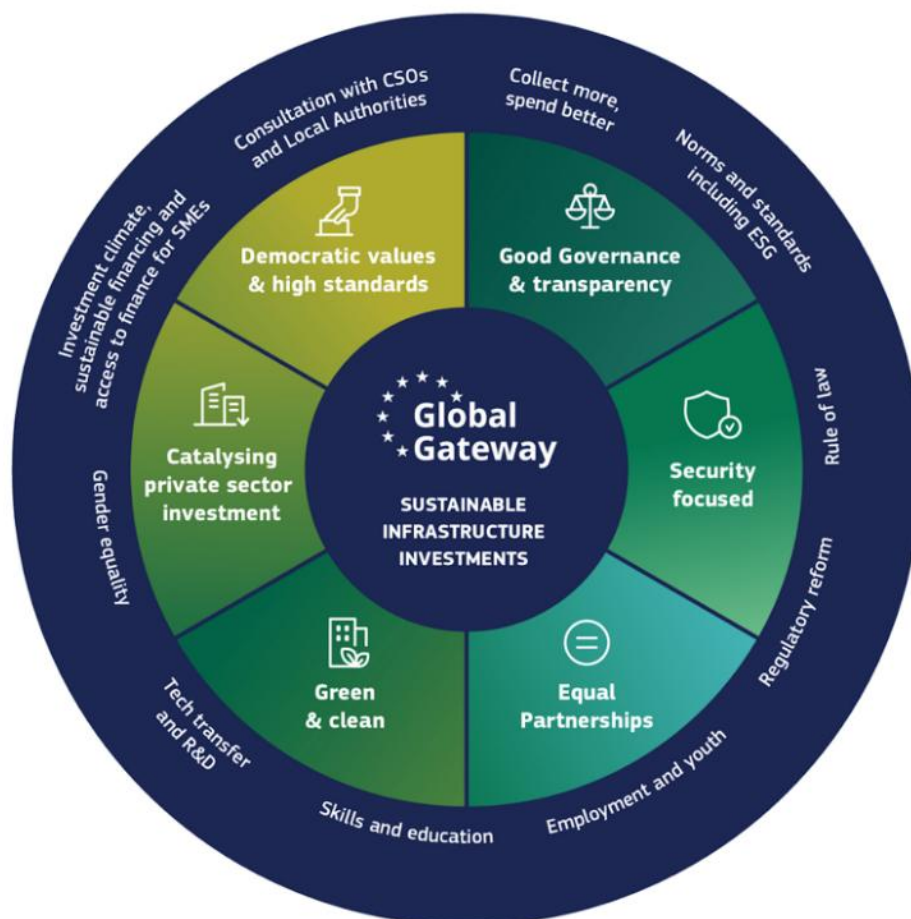 Consultation with CSOs
and Local Authorities
Collect more,
spend better
Norms and standards
including ESG
Rule of law
Regulatory reform
Employment and youth
Skills and education
Tech transfer
and R&D
Gender equality
Investment climate,
sustainable financing and
access to finance for SMEs
Democratic values
& high standards
Good Governance
& transparency
Security
focused
Equal
Partnerships
Green
& clean
Catalysing
private sector
investment
Global
Gateway
SUSTAINABLE
INFRASTRUCTURE
INVESTMENTS